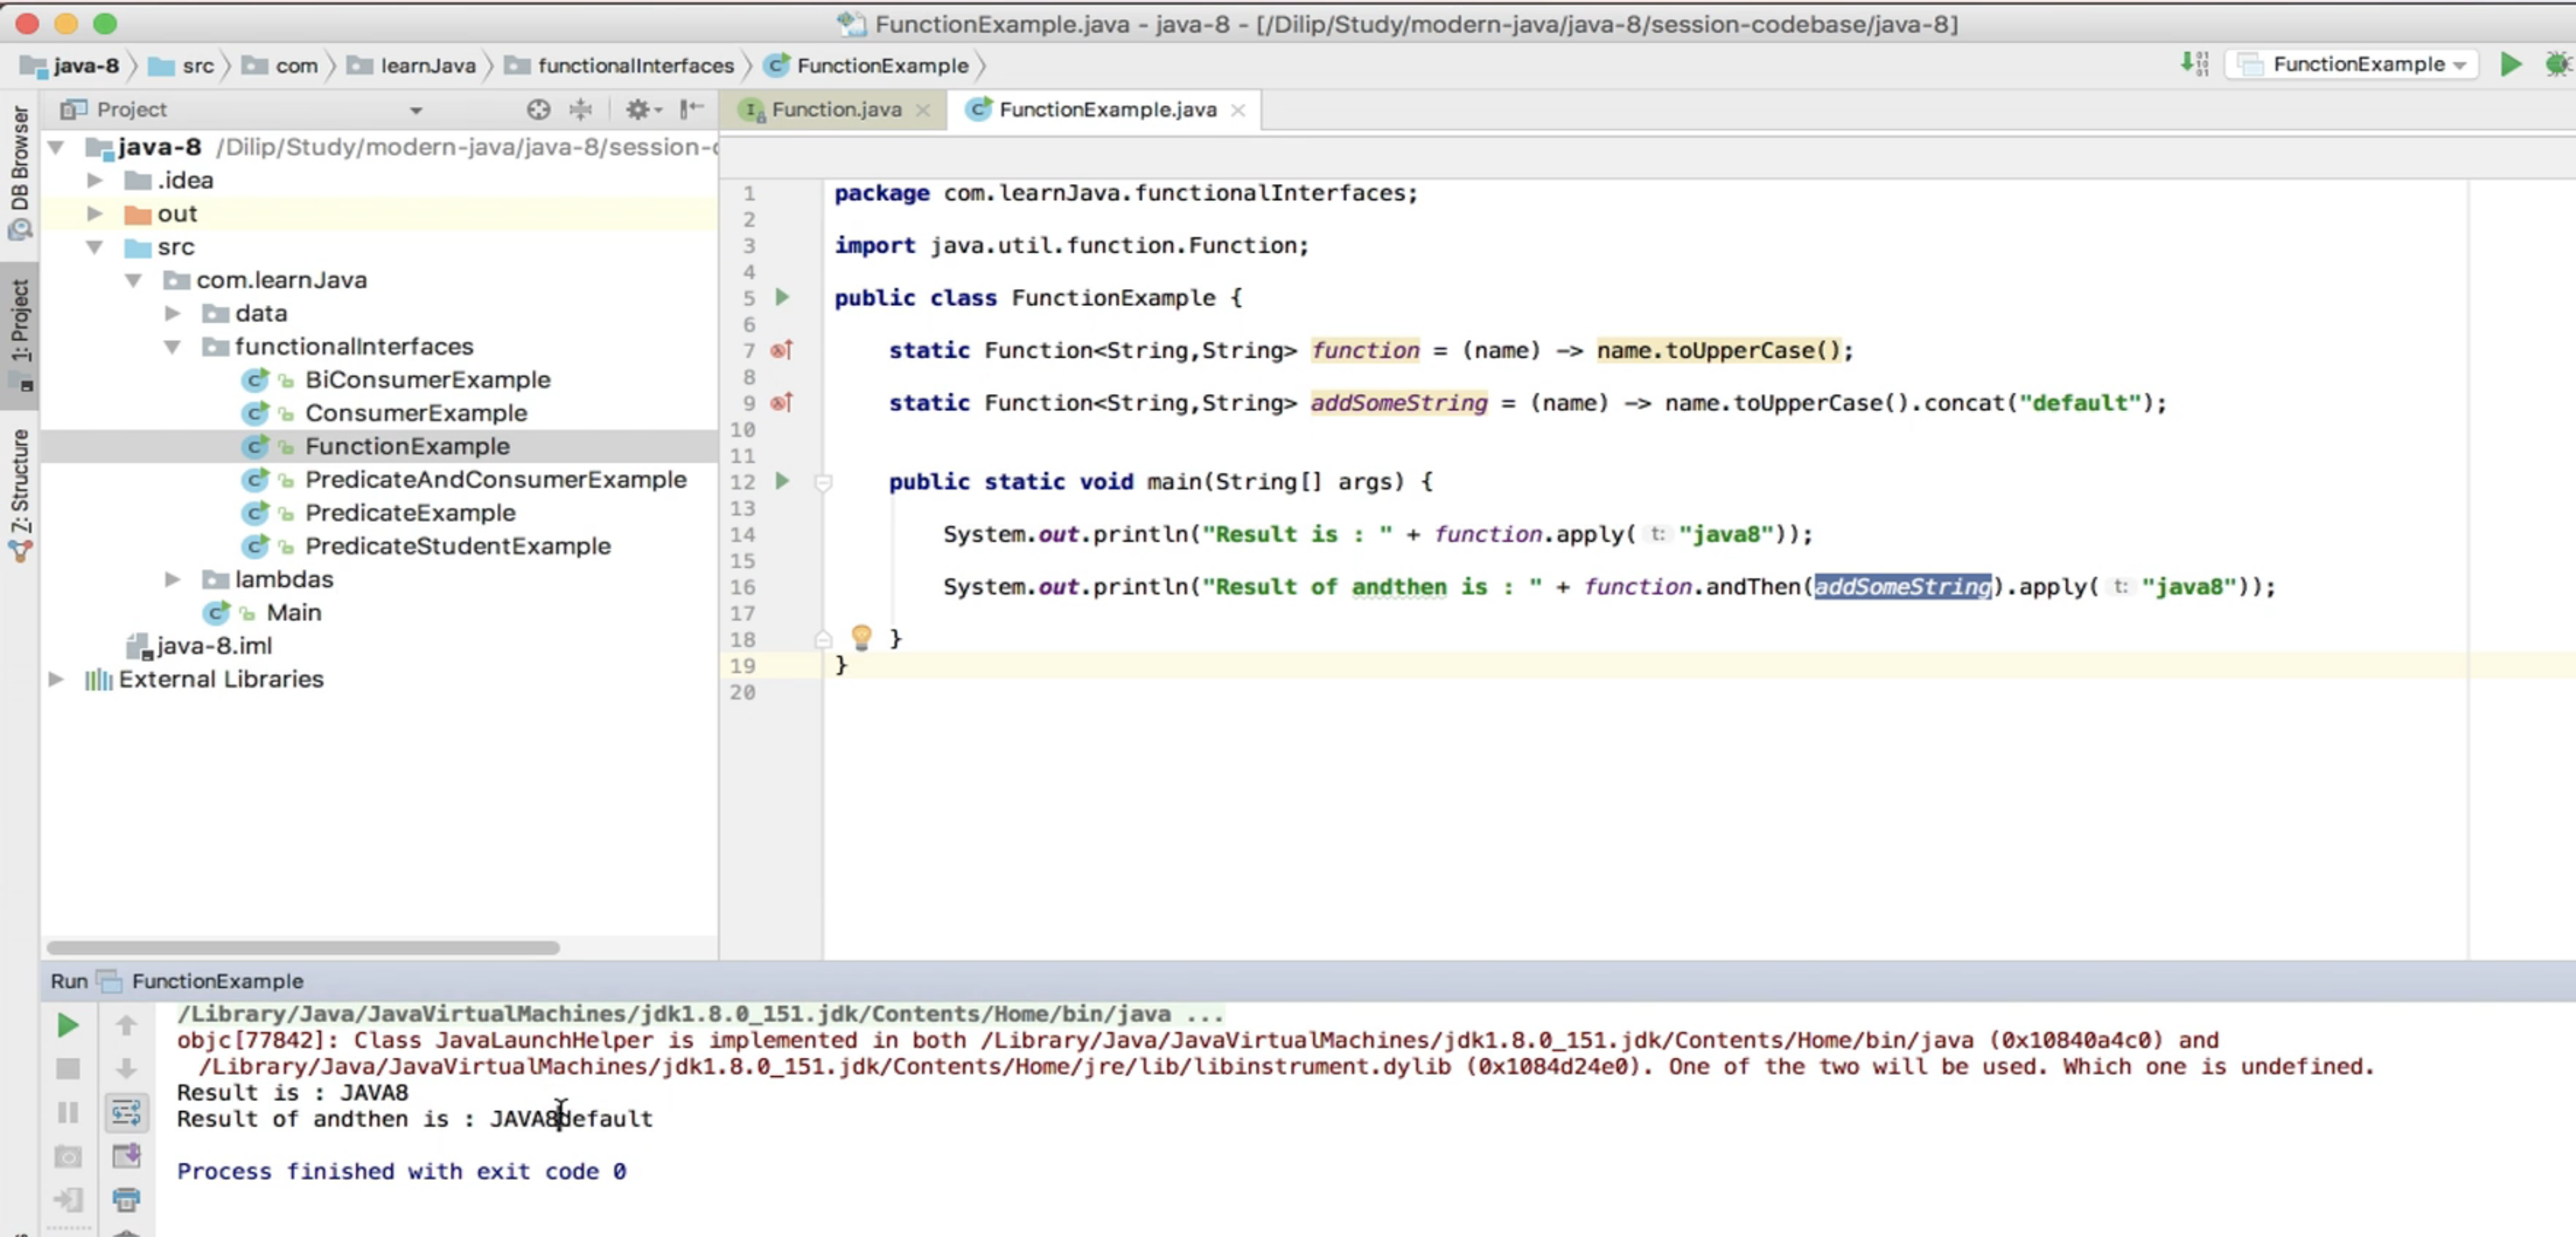 FunctionExample.java - java-8 - [/Dilip/Study/modern-java/java-8/session-codebase/java-8]
java-8 src com learnJava functionalInterfaces FunctionExample FunctionExample
DB Browser
1: Project
Z: Structure
Project
java-8 /Dilip/Study/modern-java/java-8/session-
.idea
out
src
com.learnJava
data
functionalInterfaces
BiConsumerExample
ConsumerExample
FunctionExample
PredicateAndConsumerExample
PredicateExample
PredicateStudentExample
lambdas
Main
java-8.iml
External Libraries
Function.java FunctionExample.java
1 package com.learnJava.functionalInterfaces;
2
3 import java.util.function.Function;
4
5 public class FunctionExample {
6
7 static Function<String,String> function = (name) -> name.toUpperCase();
8
9 static Function<String,String> addSomeString = (name) -> name.toUpperCase().concat("default");
10
11
12 public static void main(String[] args) {
13
14 System.out.println("Result is : " + function.apply( t: "java8"));
15
16 System.out.println("Result of andthen is : " + function.andThen(addSomeString).apply( t: "java8"));
17
18 }
19 }
20
Run FunctionExample
/Library/Java/JavaVirtualMachines/jdk1.8.0_151.jdk/Contents/Home/bin/java ...
objc[77842]: Class JavaLaunchHelper is implemented in both /Library/Java/JavaVirtualMachines/jdk1.8.0_151.jdk/Contents/Home/bin/java (0x10840a4c0) and
/Library/Java/JavaVirtualMachines/jdk1.8.0_151.jdk/Contents/Home/jre/lib/libinstrument.dylib (0x1084d24e0). One of the two will be used. Which one is undefined.
Result is : JAVA8
Result of andthen is : JAVA8default
Process finished with exit code 0